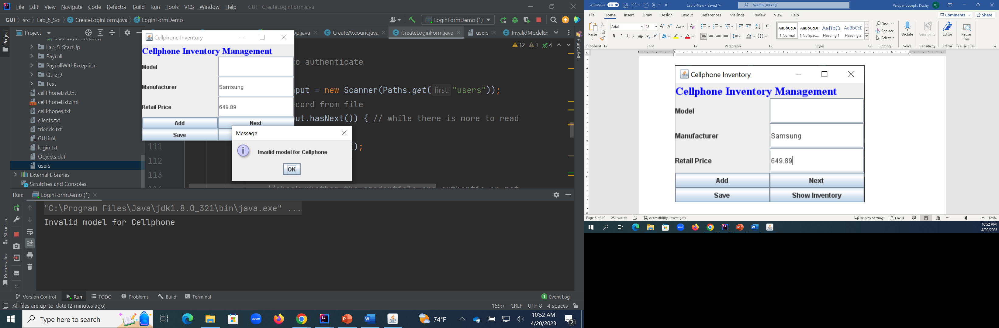 File Edit View Navigate Code Refactor Build Run Tools VCS Window Help GUI - CreateLoginForm.java
GUI src Lab_5_Sol CreateLoginForm.java LoginFormDemo LoginFormDemo (1)
Project
CreateAccount.java CreateLoginForm.java users InvalidModelEx
12 1 4
Lab_5_StartUp
Payroll
PayrollWithException
Quiz_9
Test
cellPhoneList.txt
cellPhoneList.xml
cellPhones.txt
clients.txt
friends.txt
GUI.iml
login.txt
Objects.dat
users
External Libraries
Scratches and Consoles
Project
Structure
Bookmarks
PlantUML
Cellphone Inventory
Cellphone Inventory Management
Model
Manufacturer Samsung
Retail Price 649.89
Add Next
Save
Message
Invalid model for Cellphone
OK
o authenticate
put = new Scanner(Paths.get( first: "users"));
cord from file
ut.hasNext()) { // while there is more to read
111 ();
112
113
Run: LoginFormDemo (1)
"C:\Program Files\Java\jdk1.8.0_321\bin\java.exe" ...
Invalid model for Cellphone
Version Control Run TODO Problems Build Terminal 1 Event Log
All files are up-to-date (2 minutes ago) 159:7 CRLF UTF-8 4 spaces
Type here to search zoom 74°F 10:52 AM
4/20/2023 2
AutoSave On Lab 5-New • Saved Search (Alt+Q) Vaidyan Joseph, Koshy VJ
File Home Insert Draw Design Layout References Mailings Review View Help Comments Share
Paste Arial 13 Find
Replace
Select
AaBbCcDc AaBbCcDc AaBbC( AaBbCcE
¶ Normal ¶ No Spac... Heading 1 Heading 2
Dictate Sensitivity Editor Reuse Files
Clipboard Font Paragraph Styles Editing Voice Sensitivity Editor Reuse Files
Cellphone Inventory
Cellphone Inventory Management
Model
Manufacturer Samsung
Retail Price 649.89
Add Next
Save Show Inventory
Page 6 of 10 251 words Accessibility: Investigate Display Settings Focus 124%
10:52 AM
4/20/2023